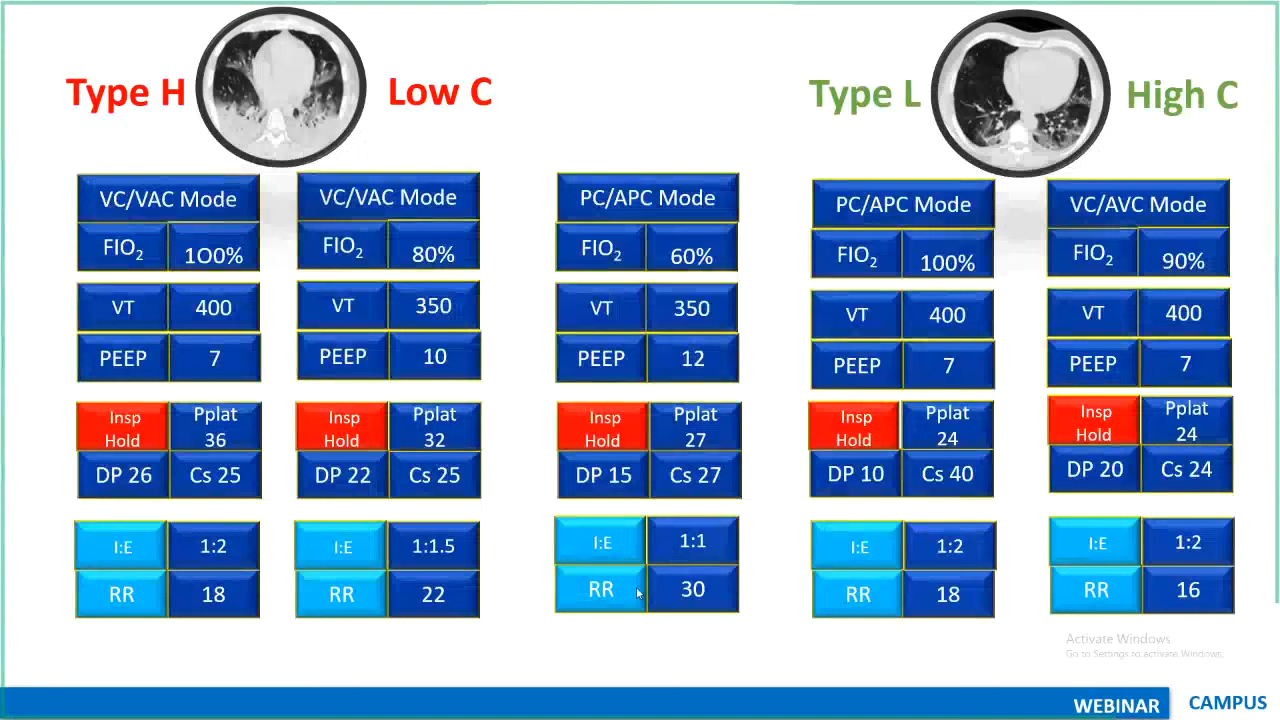 Type H
Low C
Type L
High C
VC/VAC Mode
FIO2 1O0%
VT 400
PEEP 7
Insp Hold
Pplat 36
DP 26 Cs 25
I:E 1:2
RR 18
VC/VAC Mode
FIO2 80%
VT 350
PEEP 10
Insp Hold
Pplat 32
DP 22 Cs 25
I:E 1:1.5
RR 22
PC/APC Mode
FIO2 60%
VT 350
PEEP 12
Insp Hold
Pplat 27
DP 15 Cs 27
I:E 1:1
RR 30
PC/APC Mode
FIO2 100%
VT 400
PEEP 7
Insp Hold
Pplat 24
DP 10 Cs 40
I:E 1:2
RR 18
VC/AVC Mode
FIO2 90%
VT 400
PEEP 7
Insp Hold
Pplat 24
DP 20 Cs 24
I:E 1:2
RR 16
Activate Windows
Go to Settings to activate Windows.
WEBINAR CAMPUS